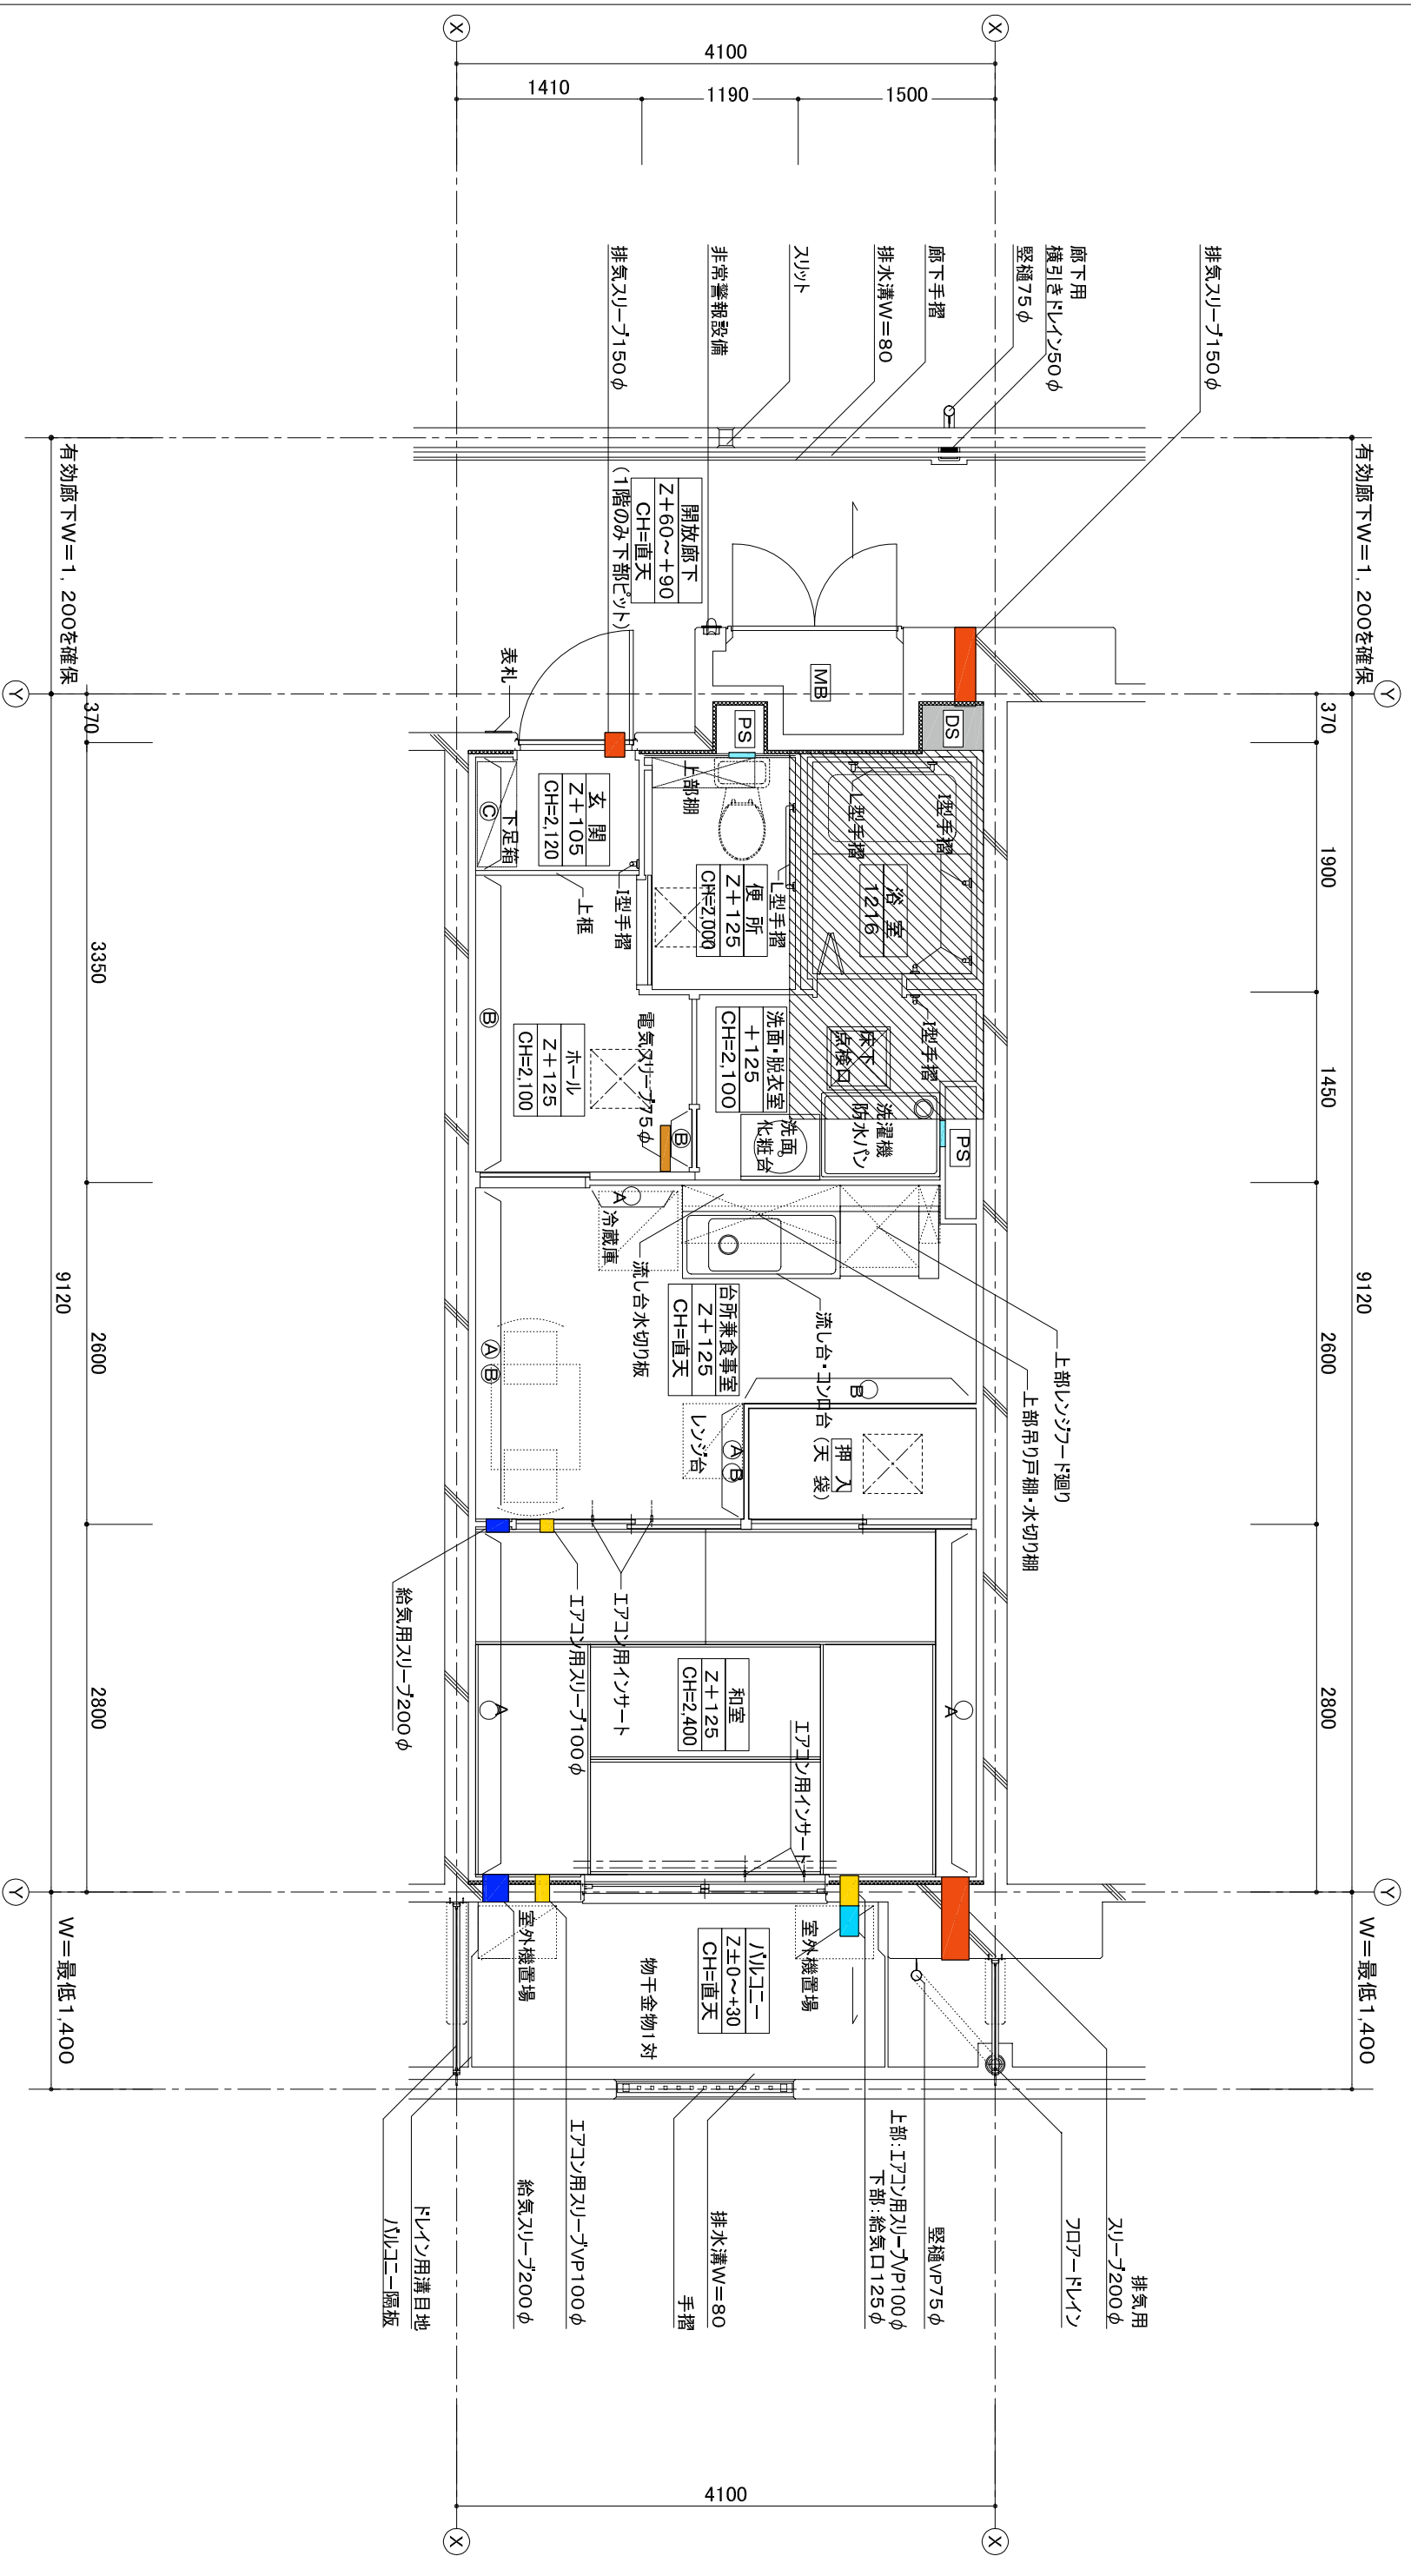 X
X
4100
1410
1190
1500
排気スリーブ150φ
非常警報設備
スリット
排水溝W=80
廊下手摺
廊下用
横引きドレイン50φ
竪樋75φ
排気スリーブ150φ
有効廊下W=1, 200を確保
有効廊下W=1, 200を確保
開放廊下
Z+60~+90
CH=直天
(1階のみ下部ピット)
MB
表札
DS
PS
Y
Y
370
370
上部棚
玄 関
Z+105
CH=2,120
下足箱
C
I型手摺
上框
便 所
Z+125
CH=2,000
L型手摺
L型手摺
I型手摺
浴 室
1216
1900
3350
1450
B
ホール
Z+125
CH=2,100
電気スリーブ75φ
B
洗面・脱衣室
+125
CH=2,100
床下
点検口
I型手摺
洗面
化粧台
洗濯機
防水パン
PS
A
冷蔵庫
流し台水切り板
台所兼食事室
Z+125
CH=直天
流し台・コンロ台
上部レンジフード廻り
上部吊り戸棚・水切り棚
9120
9120
2600
2600
A
B
B
レンジ台
A
B
押 入
(天 袋)
給気用スリーブ200φ
エアコン用スリーブ100φ
エアコン用インサート
和室
Z+125
CH=2,400
エアコン用インサート
A
A
2800
2800
Y
Y
室外機置場
室外機置場
物干金物1対
バルコニー
Z±0~+30
CH=直天
W=最低1,400
W=最低1,400
バルコニー隔板
ドレイン用溝目地
給気スリーブ200φ
エアコン用スリーブVP100φ
手摺
排水溝W=80
上部:エアコン用スリーブVP100φ
下部:給気口125φ
竪樋VP75φ
フロアードレイン
排気用
スリーブ200φ
4100
X
X